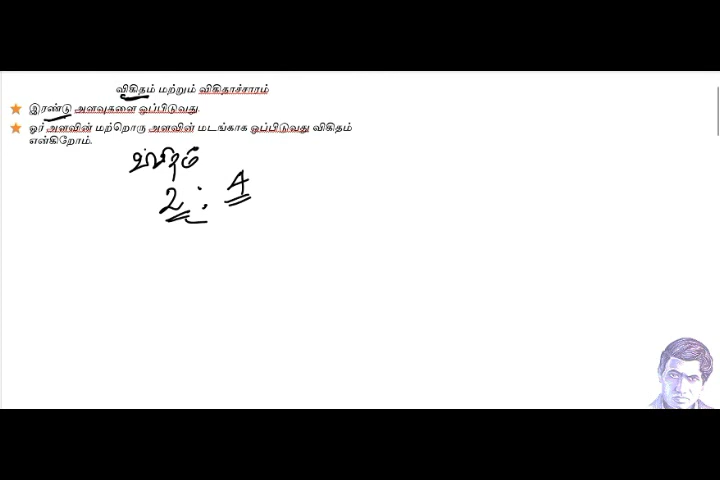 விகிதம் மற்றும் விகிதாச்சாரம்
இரண்டு அளவுகளை ஒப்பிடுவது.
ஓர் அளவின் மற்றொரு அளவின் மடங்காக ஒப்பிடுவது விகிதம்
என்கிறோம்.
விகிதம்
2 : 4